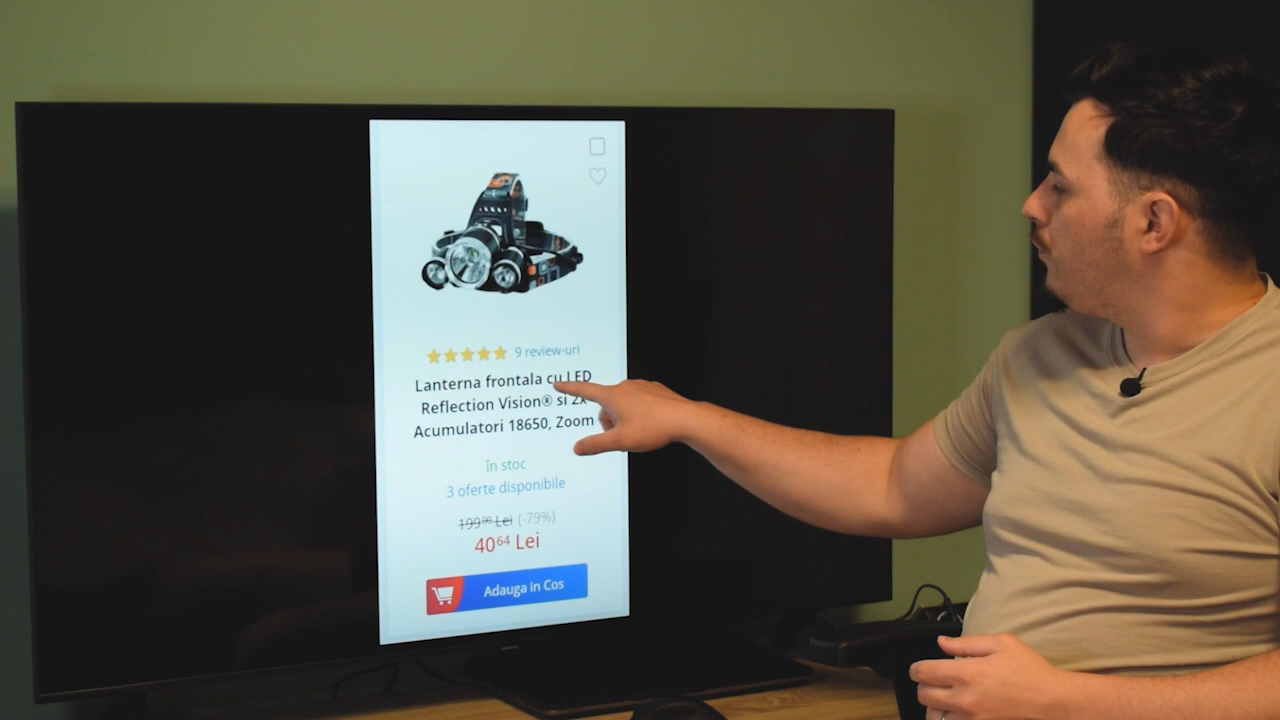 9 review-uri
Lanterna frontala cu LED
Reflection Vision® si 2x
Acumulatori 18650, Zoom
în stoc
3 oferte disponibile
199⁰⁰ Lei (-79%)
40⁶⁴ Lei
Adauga in Cos